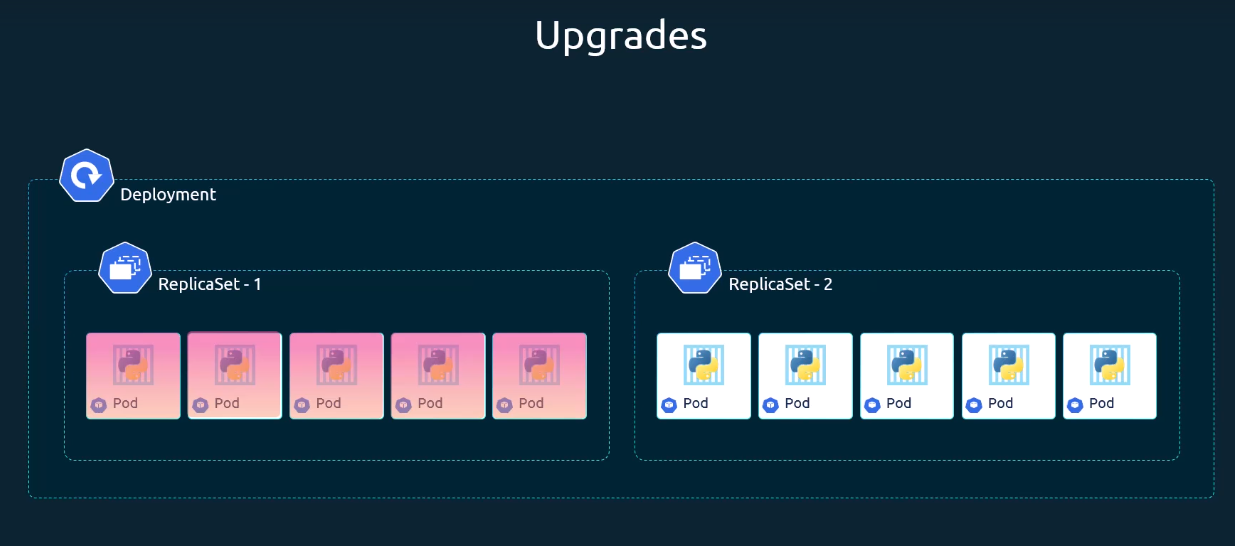 Upgrades
Deployment
ReplicaSet - 1
ReplicaSet - 2
Pod Pod Pod Pod Pod
Pod Pod Pod Pod Pod